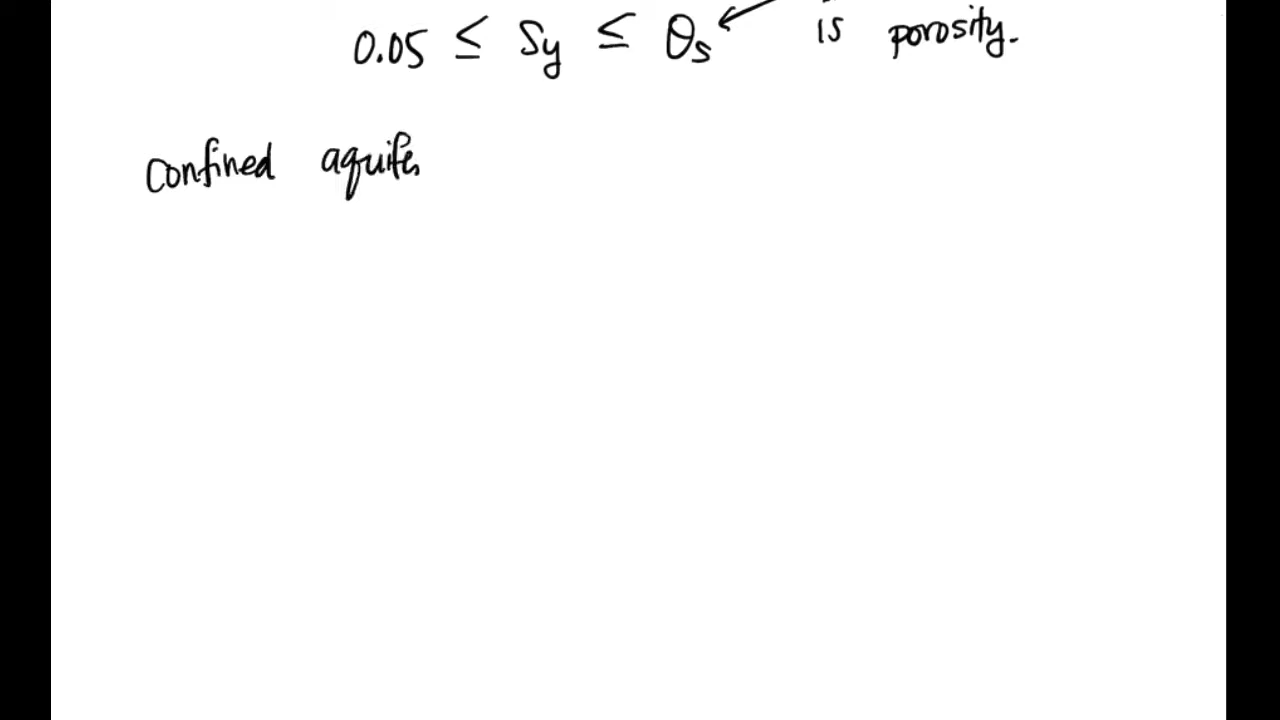 0.05 ≤ Sy ≤ θs is porosity.
confined aquife